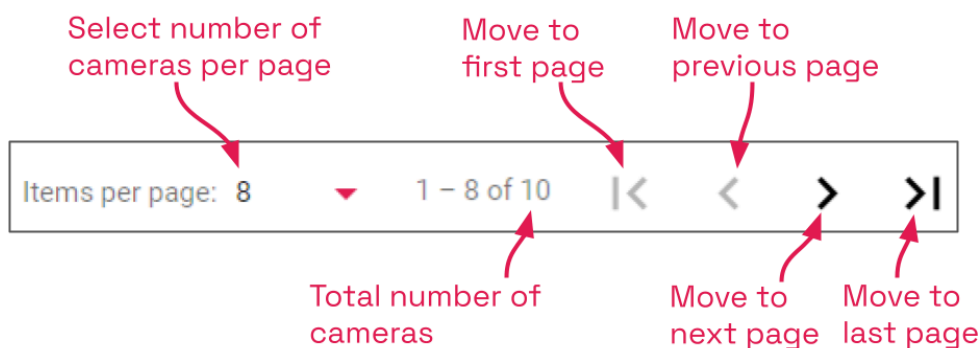 Select number of
cameras per page
Move to
first page
Move to
previous page
Items per page: 8
1 – 8 of 10
Total number of
cameras
Move to
next page
Move to
last page